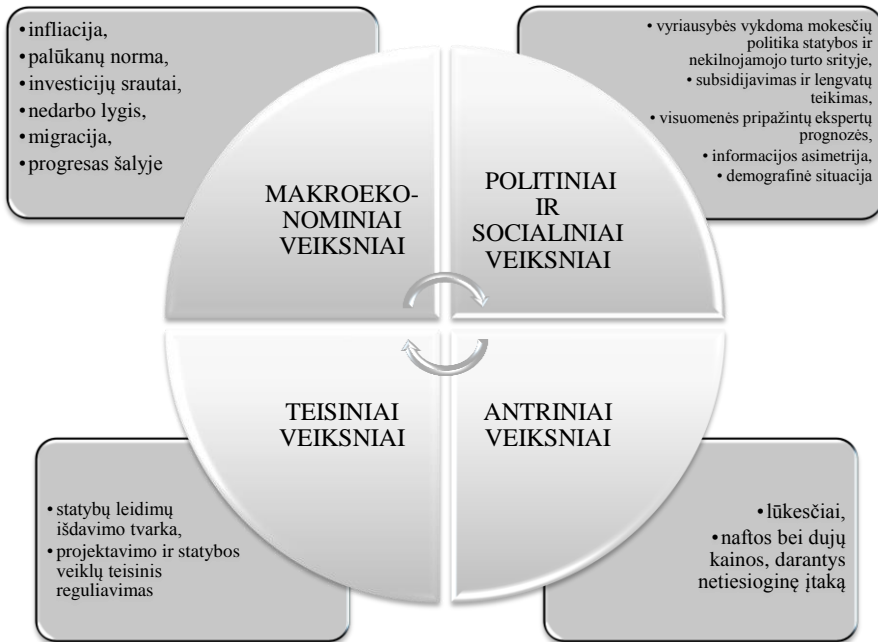 •infliacija,
•palūkanų norma,
•investicijų srautai,
•nedarbo lygis,
•migracija,
•progresas šalyje
•vyriausybės vykdoma mokesčių
politika statybos ir
nekilnojamojo turto srityje,
•subsidijavimas ir lengvatų
teikimas,
•visuomenės pripažintų ekspertų
prognozės,
•informacijos asimetrija,
•demografinė situacija
MAKROEKO-
NOMINIAI
VEIKSNIAI
POLITINIAI
IR
SOCIALINIAI
VEIKSNIAI
TEISINIAI
VEIKSNIAI
ANTRINIAI
VEIKSNIAI
•statybų leidimų
išdavimo tvarka,
•projektavimo ir statybos
veiklų teisinis
reguliavimas
•lūkesčiai,
•naftos bei dujų
kainos, darantys
netiesioginę įtaką